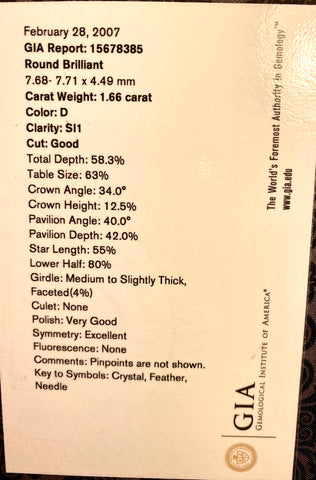 February 28, 2007
GIA Report: 15678385
Round Brilliant
7.68- 7.71 x 4.49 mm
Carat Weight: 1.66 carat
Color: D
Clarity: SI1
Cut: Good
Total Depth: 58.3%
Table Size: 63%
Crown Angle: 34.0°
Crown Height: 12.5%
Pavilion Angle: 40.0°
Pavilion Depth: 42.0%
Star Length: 55%
Lower Half: 80%
Girdle: Medium to Slightly Thick,
Faceted(4%)
Culet: None
Polish: Very Good
Symmetry: Excellent
Fluorescence: None
Comments: Pinpoints are not shown.
Key to Symbols: Crystal, Feather,
Needle
The World's Foremost Authority in Gemology™
www.gia.edu
GIA
GEMOLOGICAL INSTITUTE OF AMERICA®